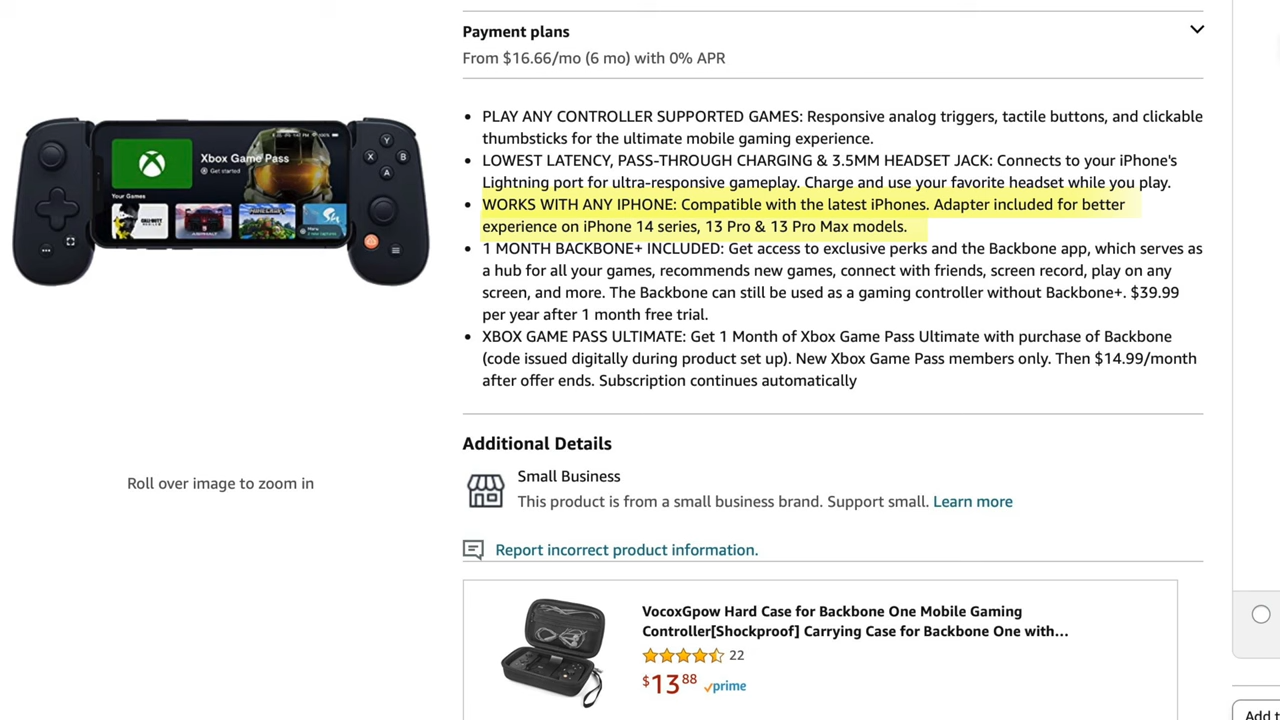 Payment plans
From $16.66/mo (6 mo) with 0% APR
PLAY ANY CONTROLLER SUPPORTED GAMES: Responsive analog triggers, tactile buttons, and clickable
thumbsticks for the ultimate mobile gaming experience.
LOWEST LATENCY, PASS-THROUGH CHARGING & 3.5MM HEADSET JACK: Connects to your iPhone's
Lightning port for ultra-responsive gameplay. Charge and use your favorite headset while you play.
WORKS WITH ANY IPHONE: Compatible with the latest iPhones. Adapter included for better
experience on iPhone 14 series, 13 Pro & 13 Pro Max models.
1 MONTH BACKBONE+ INCLUDED: Get access to exclusive perks and the Backbone app, which serves as
a hub for all your games, recommends new games, connect with friends, screen record, play on any
screen, and more. The Backbone can still be used as a gaming controller without Backbone+. $39.99
per year after 1 month free trial.
XBOX GAME PASS ULTIMATE: Get 1 Month of Xbox Game Pass Ultimate with purchase of Backbone
(code issued digitally during product set up). New Xbox Game Pass members only. Then $14.99/month
after offer ends. Subscription continues automatically
Xbox Game Pass
Get started
Your Games
Y
X
B
A
MINECRAFT
Roll over image to zoom in
Additional Details
Small Business
This product is from a small business brand. Support small. Learn more
Report incorrect product information.
VocoxGpow Hard Case for Backbone One Mobile Gaming
Controller[Shockproof] Carrying Case for Backbone One with...
22
$13 88
prime
Add t